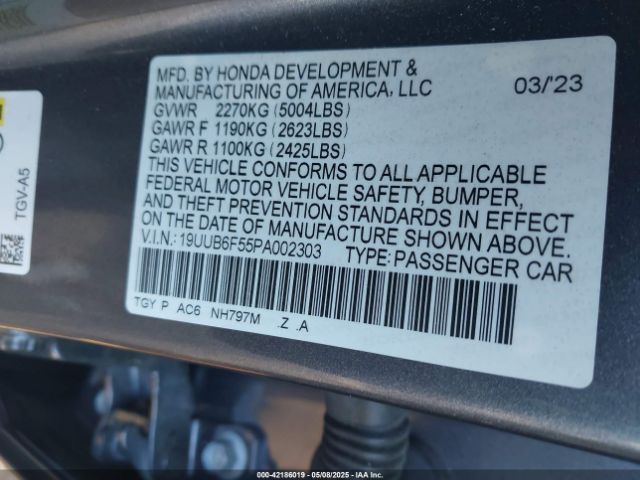 MFD. BY HONDA DEVELOPMENT &
MANUFACTURING OF AMERICA, LLC 03/'23
GVWR 2270KG (5004LBS)
GAWR F 1190KG (2623LBS)
GAWR R 1100KG (2425LBS)
THIS VEHICLE CONFORMS TO ALL APPLICABLE
FEDERAL MOTOR VEHICLE SAFETY, BUMPER,
AND THEFT PREVENTION STANDARDS IN EFFECT
ON THE DATE OF MANUFACTURE SHOWN ABOVE.
V.I.N.: 19UUB6F55PA002303 TYPE: PASSENGER CAR
TGY P AC6 NH797M .Z .A
TGV-A5
000-42186019 - 05/08/2025 - IAA Inc.